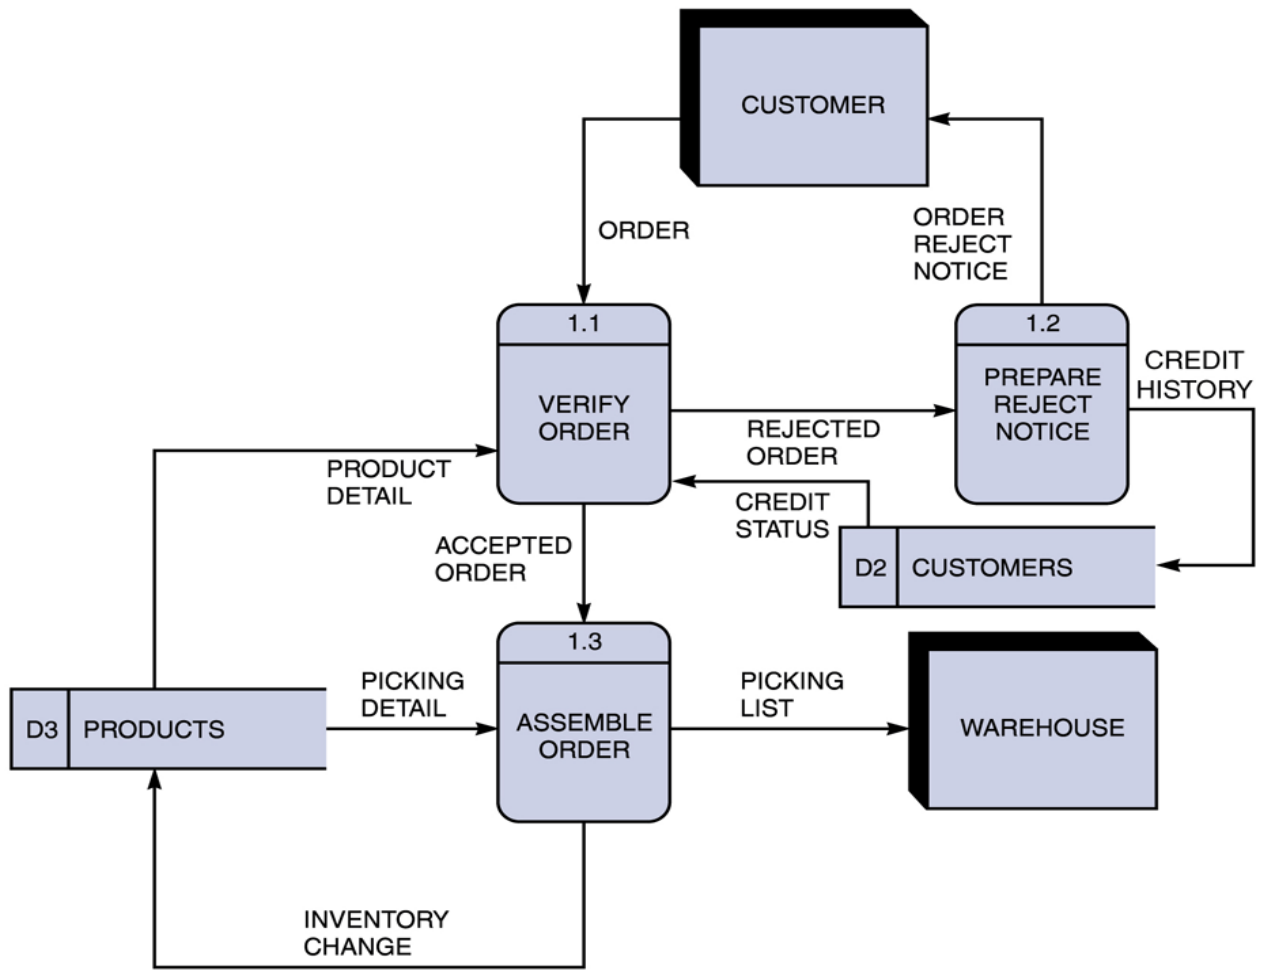 CUSTOMER
ORDER
ORDER
REJECT
NOTICE
1.1
VERIFY
ORDER
1.2
PREPARE
REJECT
NOTICE
CREDIT
HISTORY
REJECTED
ORDER
PRODUCT
DETAIL
CREDIT
STATUS
ACCEPTED
ORDER
D2 CUSTOMERS
1.3
ASSEMBLE
ORDER
PICKING
DETAIL
PICKING
LIST
D3 PRODUCTS
WAREHOUSE
INVENTORY
CHANGE